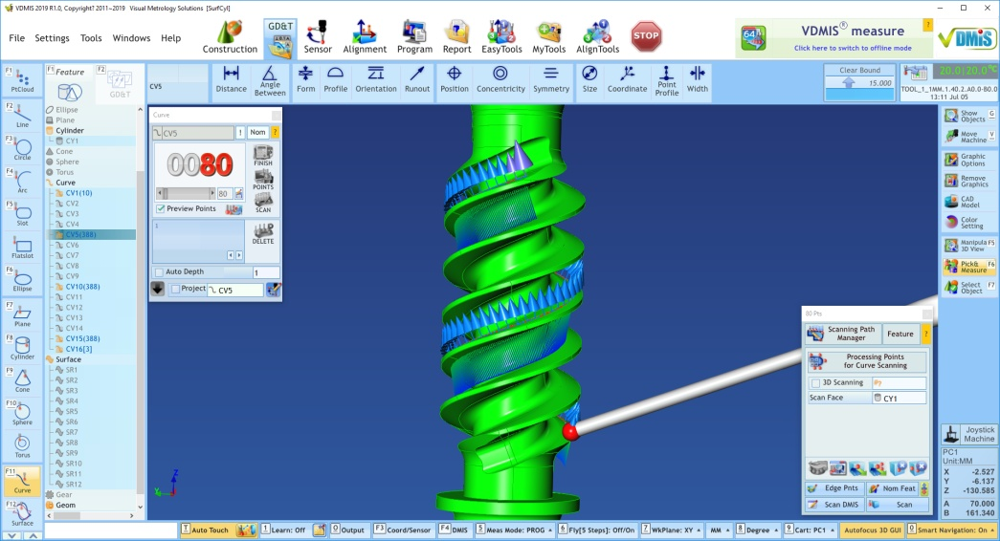 VDMIS 2019 R1.0, Copyright? 2011~2019   Visual Metrology Solutions  [SurfCyl]
File  Settings  Tools  Windows  Help
Construction
GD&T
Sensor
Alignment
Program
Report
EasyTools
MyTools
AlignTools
STOP
64
VDMIS® measure
Click here to switch to offline mode
?
VDMiS
F1
PtCloud
F1 Feature
F2
GD&T
CV5
Distance
Angle
Between
Form
Profile
Orientation
Runout
Position
Concentricity
Symmetry
Size
Coordinate
Point
Profile
Width
Clear Bound
15.000
20.0|20.0°C
TOOL_1_1MM.1.40.2.A0.0-B0.0
13:11 Jul 05
F2
Line
F3
Circle
F4
Arc
F5
Slot
Flatslot
F6
Ellipse
F7
Plane
F8
Cylinder
F9
Cone
F10
Sphere
Torus
F11
Curve
F12
Surface
Ellipse
Plane
Cylinder
CY1
Cone
Sphere
Torus
Curve
CV1(10)
CV2
CV3
CV4
CV5(388)
CV6
CV7
CV8
CV9
CV10(388)
CV11
CV12
CV13
CV14
CV15(388)
CV16[3]
Surface
SR1
SR2
SR3
SR4
SR5
SR6
SR7
SR8
SR9
SR10
SR11
SR12
Gear
Geom
Curve
CV5
!
Nom
?
0080
FINISH
POINTS
SCAN
80
Preview Points
DELETE
Auto Depth
1
Project
CV5
Z
X
80 Pts
Scanning Path
Manager
Feature
?
Processing Points
for Curve Scanning
3D Scanning
#?
Scan Face
CY1
Edge Pnts
Nom Feat
Scan DMIS
Scan
Show
Objects
G
Move
Machine
V
Graphic
Options
Remove
Graphics
CAD
Model
Color
Setting
Manipula
3D View
F5
Pick&
Measure
F6
Select
Object
F7
Joystick
Machine
PC1
Unit:MM
X -2.527
Y -6.137
Z -130.585
A 70.000
B 161.340
T Auto Touch
1 Learn: Off
O Output
F3 Coord/Sensor
F4 DMIS
5 Meas Mode: PROG
6 Fly[5 Steps]: Off/On
7 WkPlane: XY
MM
8 Degree
9 Cart: PC1
Autofocus 3D GUI
0 Smart Navigation: On